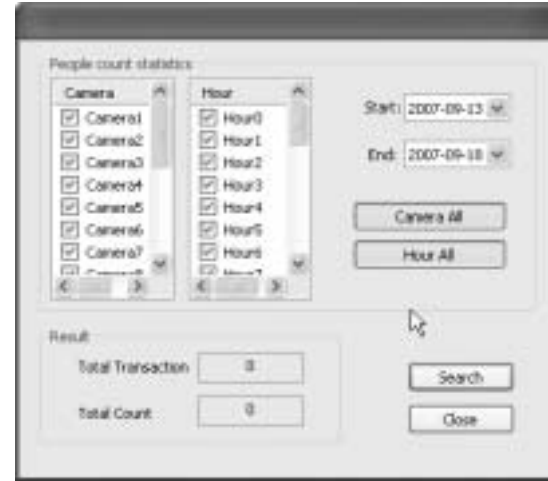 People count statistics
Camera
Camera1
Camera2
Camera3
Camera4
Camera5
Camera6
Camera7
Camera8
Hour
Hour0
Hour1
Hour2
Hour3
Hour4
Hour5
Hour6
Hour7
Start: 2007-09-13
End: 2007-09-18
Camera All
Hour All
Result
Total Transaction 0
Total Count 0
Search
Close